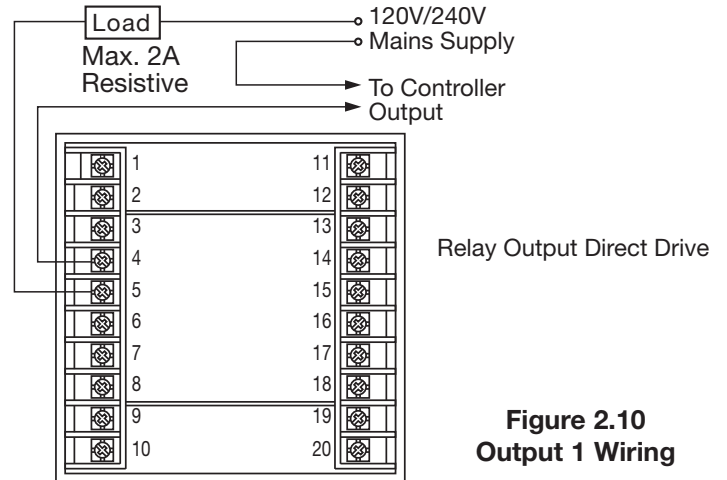 Load
120V/240V
Mains Supply
Max. 2A
Resistive
To Controller
Output
1
2
3
4
5
6
7
8
9
10
11
12
13
14
15
16
17
18
19
20
Relay Output Direct Drive
Figure 2.10
Output 1 Wiring